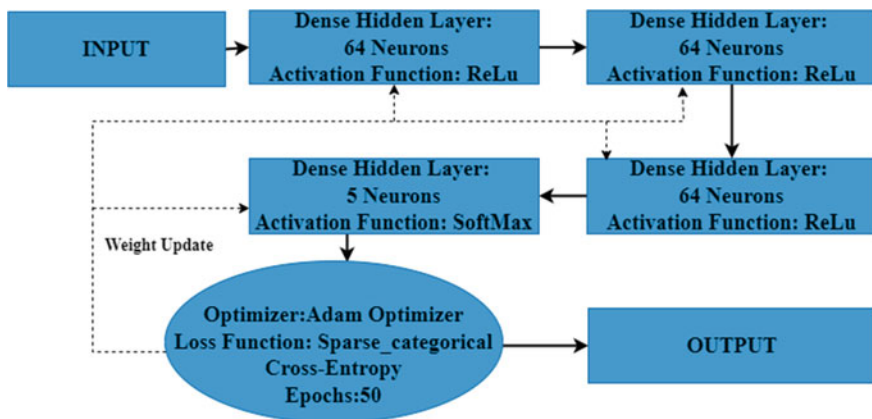 INPUT
Dense Hidden Layer:
64 Neurons
Activation Function: ReLu
Dense Hidden Layer:
64 Neurons
Activation Function: ReLu
Dense Hidden Layer:
5 Neurons
Activation Function: SoftMax
Dense Hidden Layer:
64 Neurons
Activation Function: ReLu
Weight Update
Optimizer:Adam Optimizer
Loss Function: Sparse_categorical
Cross-Entropy
Epochs:50
OUTPUT